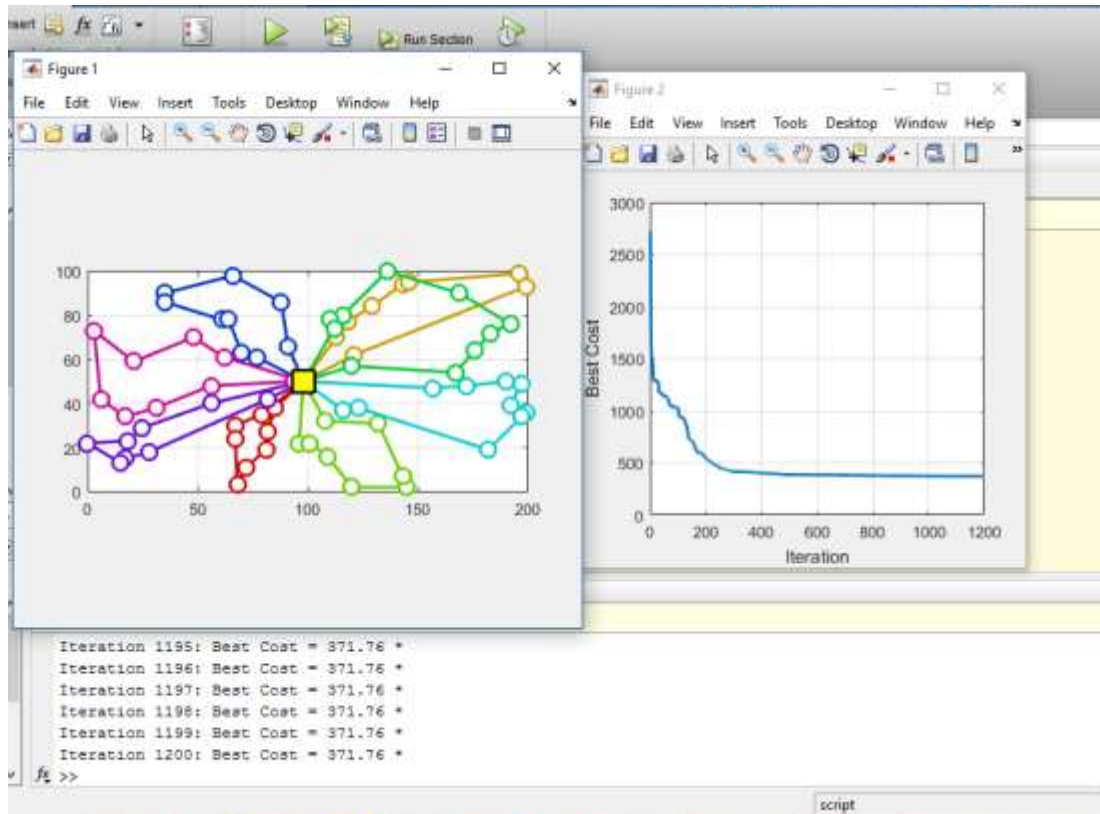 Run Section
Figure 1
File Edit View Insert Tools Desktop Window Help
100
80
60
40
20
0
0 50 100 150 200
Figure 2
File Edit View Insert Tools Desktop Window Help
3000
2500
2000
1500
1000
500
0
Best Cost
0 200 400 600 800 1000 1200
Iteration
Iteration 1195: Best Cost = 371.76 *
Iteration 1196: Best Cost = 371.76 *
Iteration 1197: Best Cost = 371.76 *
Iteration 1198: Best Cost = 371.76 *
Iteration 1199: Best Cost = 371.76 *
Iteration 1200: Best Cost = 371.76 *
fx >>
script